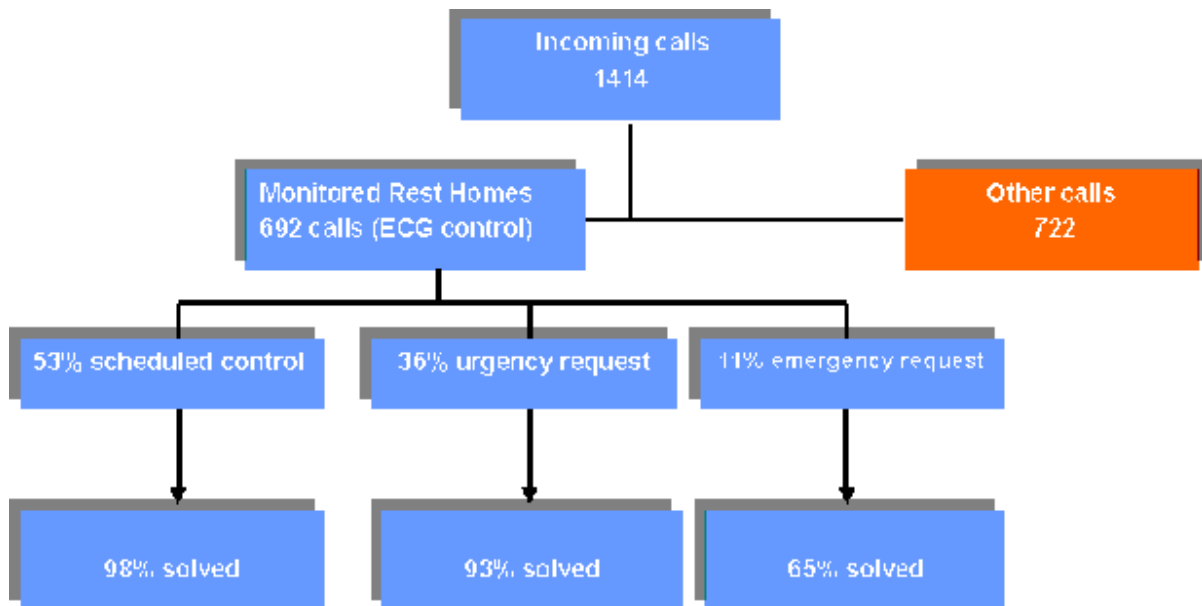 Incoming calls
1414
Monitored Rest Homes
692 calls (ECG control)
Other calls
722
53% scheduled control
36% urgency request
11% emergency request
98% solved
93% solved
65% solved